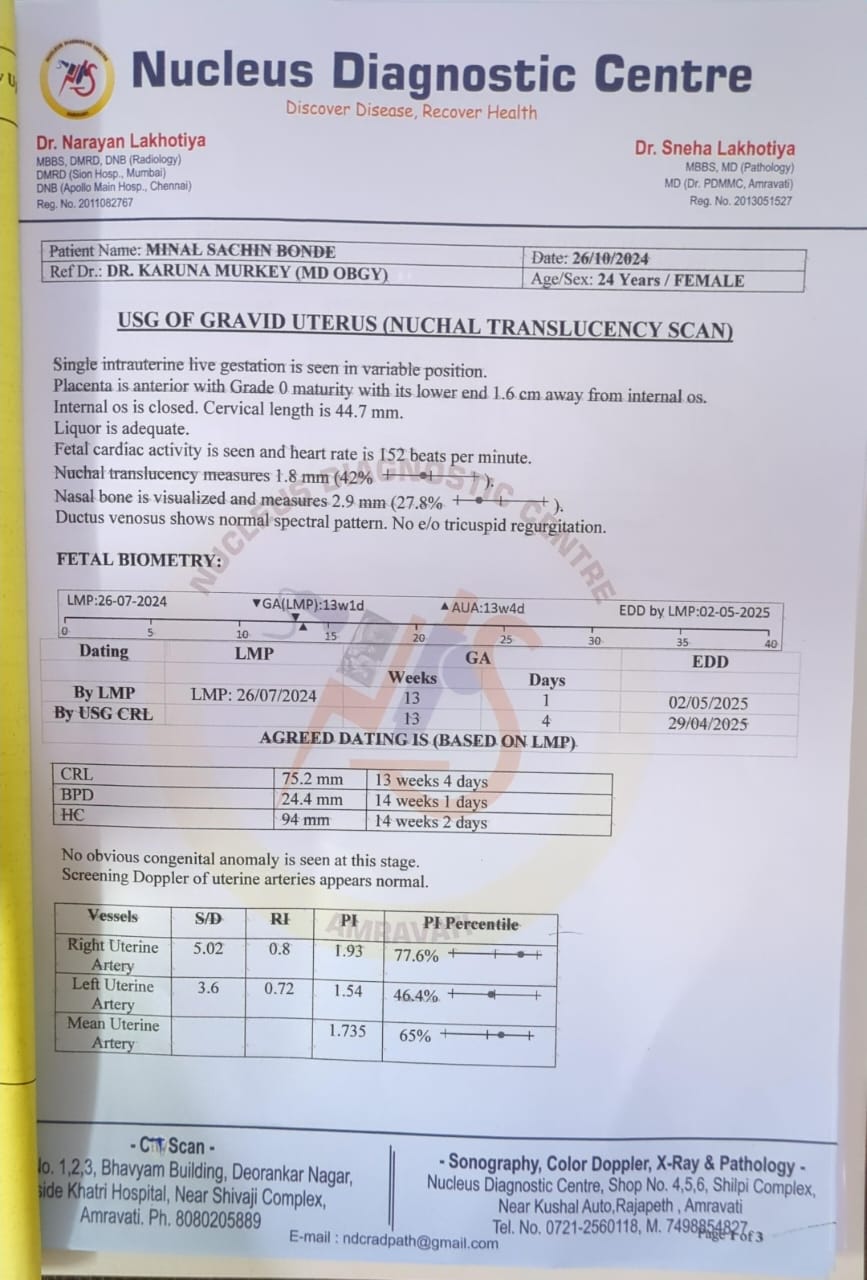 Nucleus Diagnostic Centre
Discover Disease, Recover Health
Dr. Narayan Lakhotiya
MBBS, DMRD, DNB (Radiology)
DMRD (Sion Hosp., Mumbai)
DNB (Apollo Main Hosp., Chennai)
Reg. No. 2011082767
Dr. Sneha Lakhotiya
MBBS, MD (Pathology)
MD (Dr. PDMMC, Amravati)
Reg. No. 2013051527
Patient Name: MINAL SACHIN BONDE Date: 26/10/2024
Ref Dr.: DR. KARUNA MURKEY (MD OBGY) Age/Sex: 24 Years / FEMALE
USG OF GRAVID UTERUS (NUCHAL TRANSLUCENCY SCAN)
Single intrauterine live gestation is seen in variable position.
Placenta is anterior with Grade 0 maturity with its lower end 1.6 cm away from internal os.
Internal os is closed. Cervical length is 44.7 mm.
Liquor is adequate.
Fetal cardiac activity is seen and heart rate is 152 beats per minute.
Nuchal translucency measures 1.8 mm (42% ).
Nasal bone is visualized and measures 2.9 mm (27.8% ).
Ductus venosus shows normal spectral pattern. No e/o tricuspid regurgitation.
NUCLEUS DIAGNOSTIC CENTRE
FETAL BIOMETRY:
LMP:26-07-2024 ▼GA(LMP):13w1d ▲AUA:13w4d EDD by LMP:02-05-2025
0 5 10 15 20 25 30 35 40
Dating LMP GA EDD
Weeks Days
By LMP LMP: 26/07/2024 13 1 02/05/2025
By USG CRL 13 4 29/04/2025
AGREED DATING IS (BASED ON LMP)
CRL 75.2 mm 13 weeks 4 days
BPD 24.4 mm 14 weeks 1 days
HC 94 mm 14 weeks 2 days
No obvious congenital anomaly is seen at this stage.
Screening Doppler of uterine arteries appears normal.
AMRAVATI
Vessels S/D RI PI PI Percentile
Right Uterine Artery 5.02 0.8 1.93 77.6%
Left Uterine Artery 3.6 0.72 1.54 46.4%
Mean Uterine Artery 1.735 65%
- CT Scan -
No. 1,2,3, Bhavyam Building, Deorankar Nagar,
side Khatri Hospital, Near Shivaji Complex,
Amravati. Ph. 8080205889
- Sonography, Color Doppler, X-Ray & Pathology -
Nucleus Diagnostic Centre, Shop No. 4,5,6, Shilpi Complex,
Near Kushal Auto,Rajapeth , Amravati
Tel. No. 0721-2560118, M. 7498854827
Page 1 of 3
E-mail : ndcradpath@gmail.com